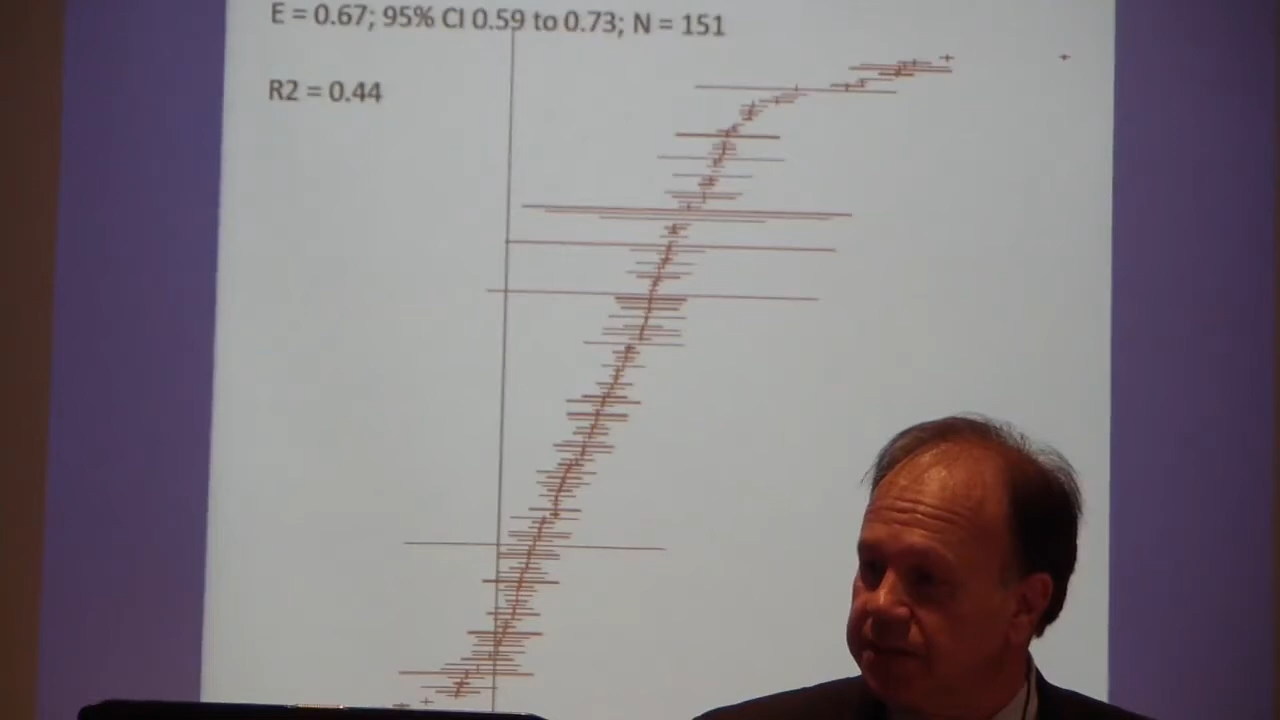 E = 0.67; 95% CI 0.59 to 0.73; N = 151
R2 = 0.44